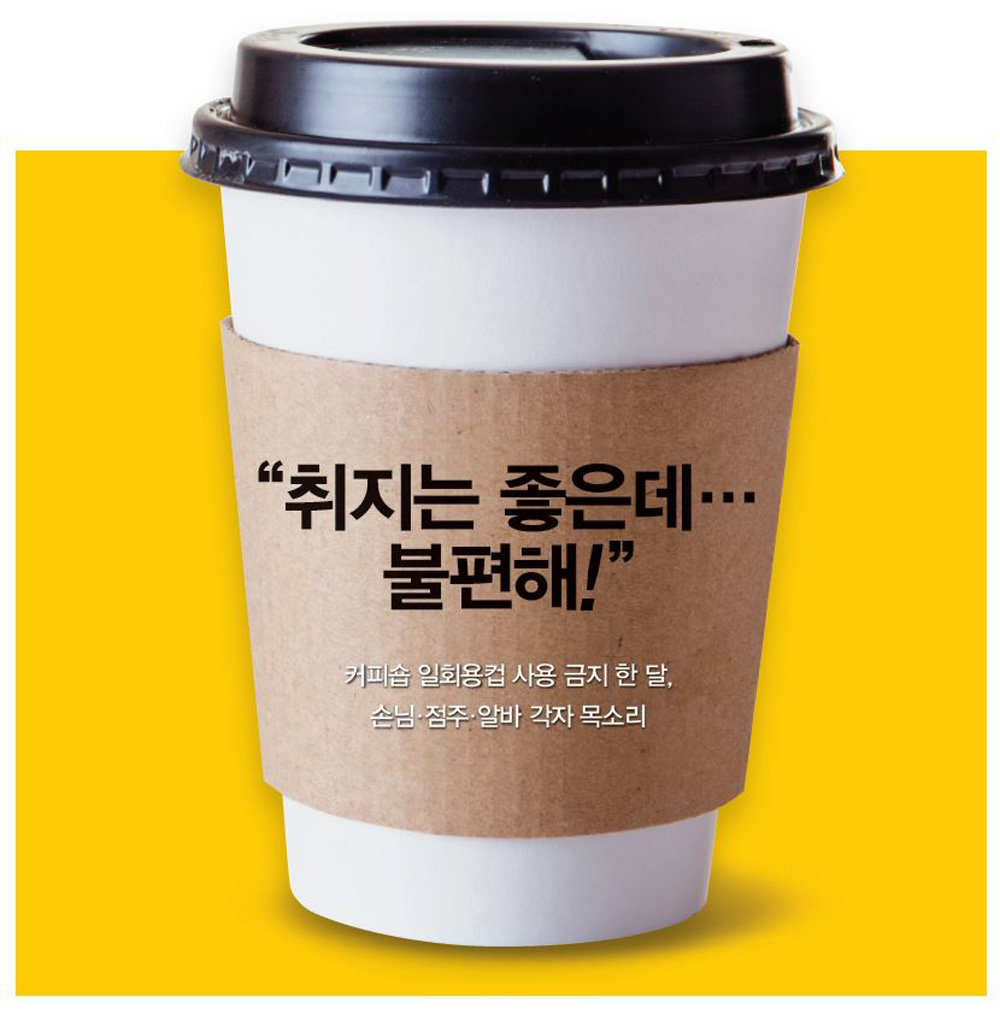 “취지는 좋은데…
불편해!”
커피숍 일회용컵 사용 금지 한 달,
손님·점주·알바 각자 목소리